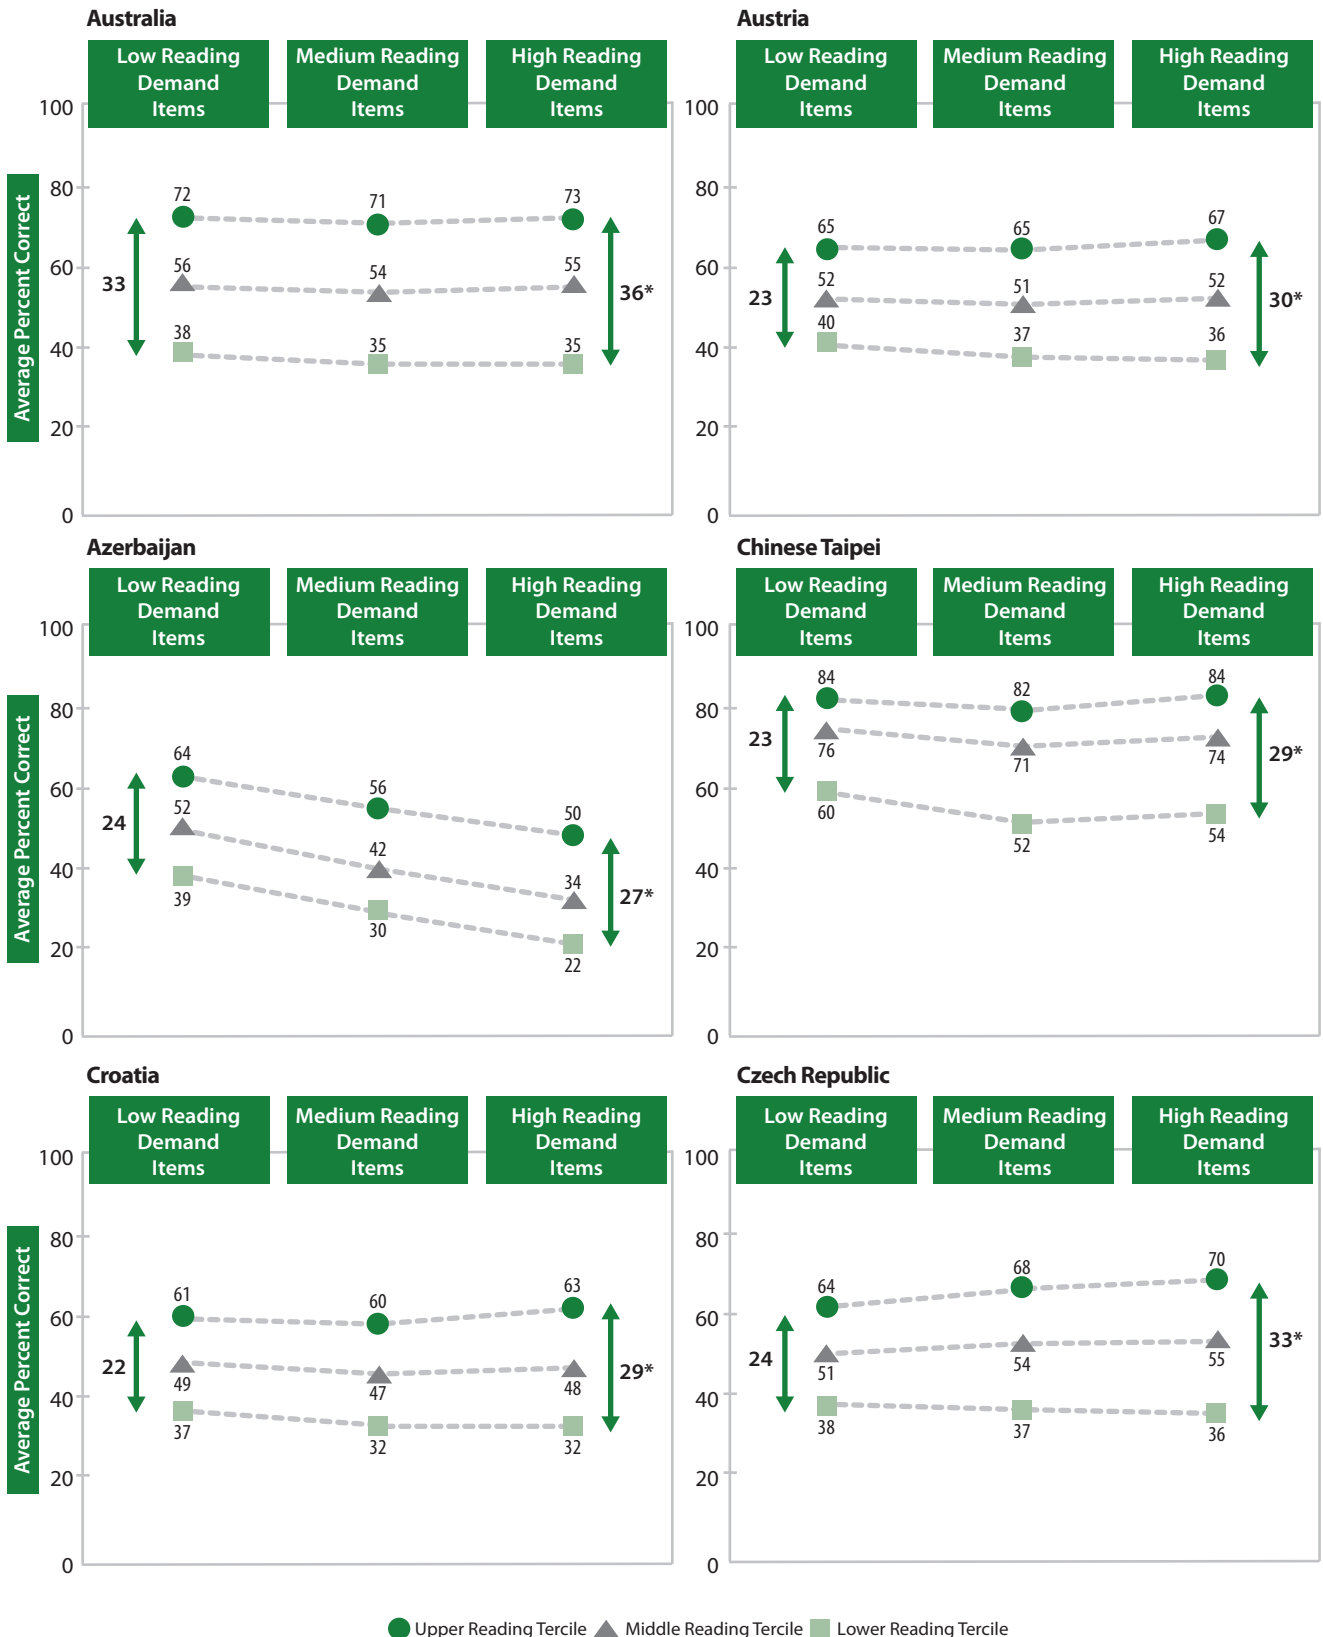 Australia
Low Reading
Demand
Items
Medium Reading
Demand
Items
High Reading
Demand
Items
Average Percent Correct
100
80
60
40
20
0
72
71
73
56
54
55
38
35
35
33
36*
Austria
Low Reading
Demand
Items
Medium Reading
Demand
Items
High Reading
Demand
Items
100
80
60
40
20
0
65
65
67
52
51
52
40
37
36
23
30*
Azerbaijan
Low Reading
Demand
Items
Medium Reading
Demand
Items
High Reading
Demand
Items
Average Percent Correct
100
80
60
40
20
0
64
56
50
52
42
34
39
30
22
24
27*
Chinese Taipei
Low Reading
Demand
Items
Medium Reading
Demand
Items
High Reading
Demand
Items
100
80
60
40
20
0
84
82
84
76
71
74
60
52
54
23
29*
Croatia
Low Reading
Demand
Items
Medium Reading
Demand
Items
High Reading
Demand
Items
Average Percent Correct
100
80
60
40
20
0
61
60
63
49
47
48
37
32
32
22
29*
Czech Republic
Low Reading
Demand
Items
Medium Reading
Demand
Items
High Reading
Demand
Items
100
80
60
40
20
0
64
68
70
51
54
55
38
37
36
24
33*
Upper Reading Tercile Middle Reading Tercile Lower Reading Tercile